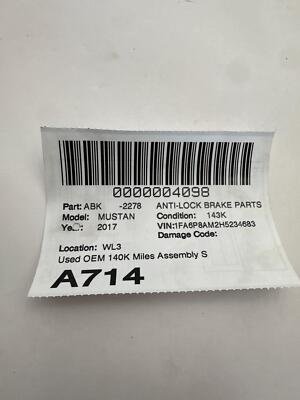 0000004098
Part: ABK -2278 ANTI-LOCK BRAKE PARTS
Model: MUSTAN Condition: 143K
Year: 2017 VIN:1FA6P8AM2H5234683
Damage Code:
Location: WL3
Used OEM 140K Miles Assembly S
A714